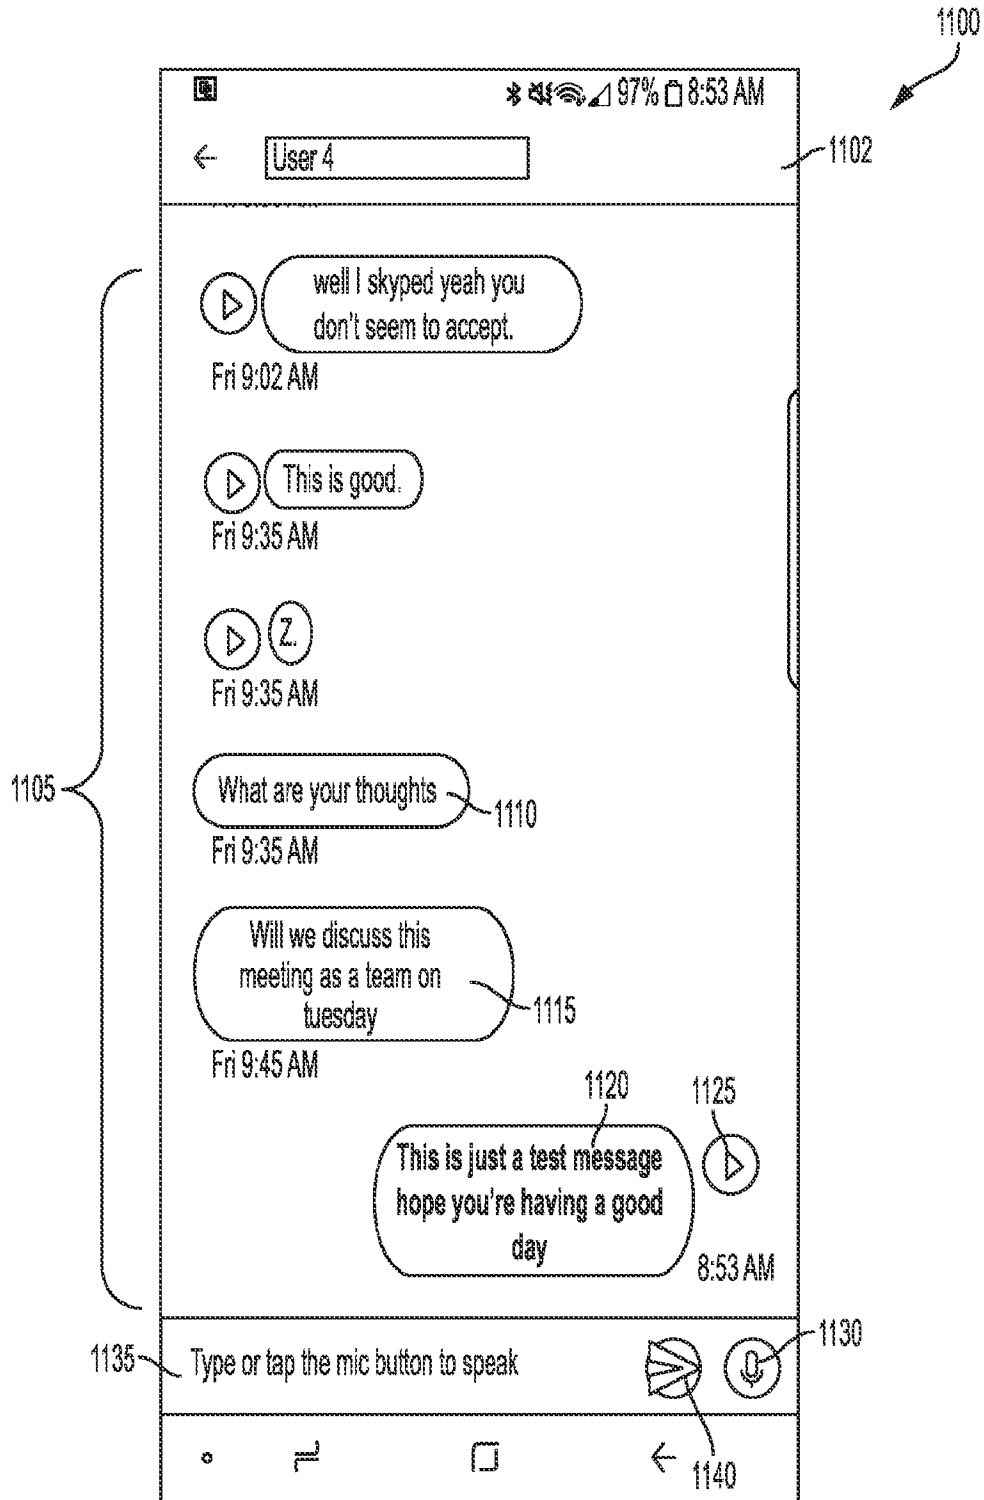 1100
97% 8:53 AM
User 4
1102
well I skyped yeah you
don't seem to accept.
Fri 9:02 AM
This is good.
Fri 9:35 AM
Z.
Fri 9:35 AM
1105
What are your thoughts
1110
Fri 9:35 AM
Will we discuss this
meeting as a team on
tuesday
1115
Fri 9:45 AM
1120
1125
This is just a test message
hope you're having a good
day
8:53 AM
1130
1135
Type or tap the mic button to speak
1140